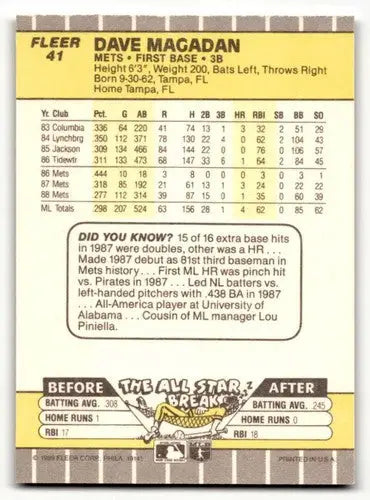 FLEER
41
DAVE MAGADAN
METS • FIRST BASE • 3B
Height 6'3", Weight 200, Bats Left, Throws Right
Born 9-30-62, Tampa, FL
Home Tampa, FL
Yr. Club Pct. G AB R H 2B 3B HR RBI SB BB SO
83 Columbia .336 64 220 41 74 13 1 3 32 2 51 29
84 Lynchbrg .350 112 371 78 130 22 4 0 62 2 104 43
85 Jackson .309 134 466 84 144 22 0 0 76 0 106 57
86 Tidewtr .311 133 473 68 147 33 6 1 64 2 84 45
86 Mets .444 10 18 3 8 0 0 0 3 0 3 1
87 Mets .318 85 192 21 61 13 1 3 24 0 22 22
88 Mets .277 112 314 39 87 15 0 1 35 0 60 39
ML Totals .298 207 524 63 156 28 1 4 62 0 85 62
DID YOU KNOW? 15 of 16 extra base hits
in 1987 were doubles, other was a HR . . .
Made 1987 debut as 81st third baseman in
Mets history . . . First ML HR was pinch hit
vs. Pirates in 1987 . . . Led NL batters vs.
left-handed pitchers with .438 BA in 1987
. . . All-America player at University of
Alabama . . . Cousin of ML manager Lou
Piniella.
BEFORE THE ALL STAR BREAK AFTER
BATTING AVG. .308 BATTING AVG. .245
HOME RUNS 1 HOME RUNS 0
RBI 17 RBI 18
© 1989 FLEER CORP. PHILA. 19141 PRINTED IN U.S.A.